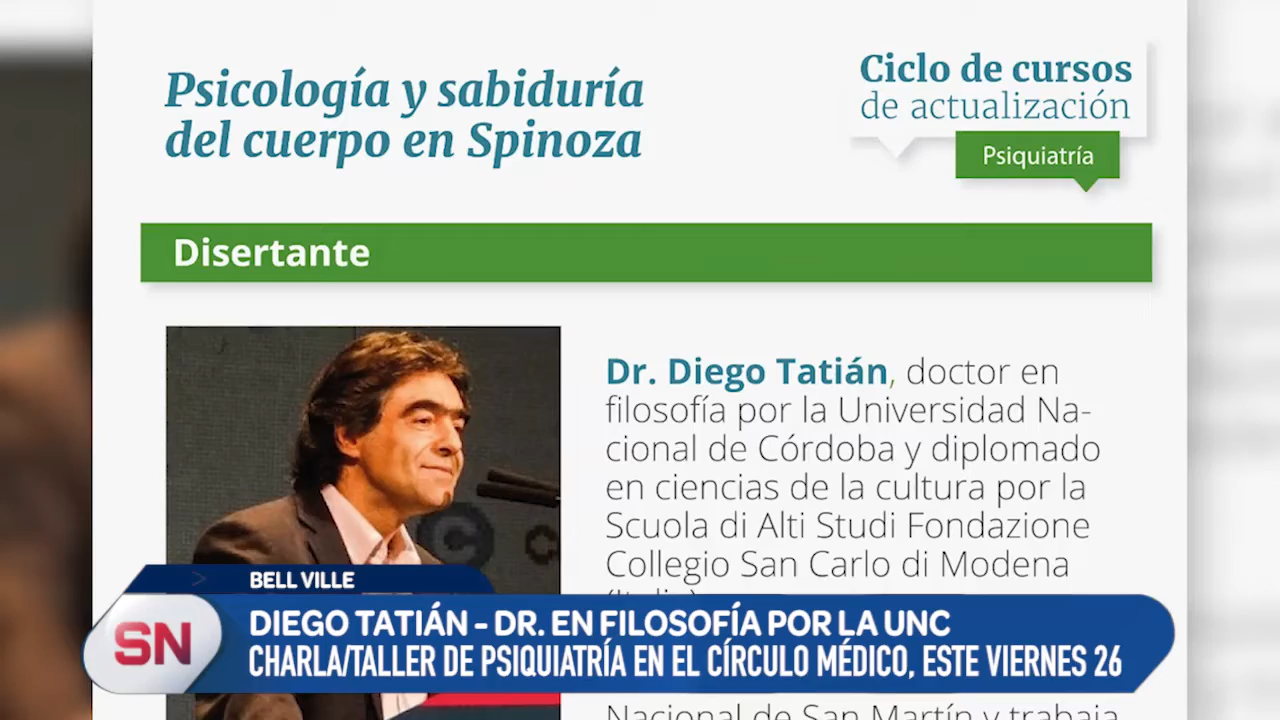 Psicología y sabiduría
del cuerpo en Spinoza
Ciclo de cursos
de actualización
Psiquiatría
Disertante
Dr. Diego Tatián, doctor en
filosofía por la Universidad Na-
cional de Córdoba y diplomado
en ciencias de la cultura por la
Scuola di Alti Studi Fondazione
Collegio San Carlo di Modena
BELL VILLE
SN
DIEGO TATIÁN - DR. EN FILOSOFÍA POR LA UNC
CHARLA/TALLER DE PSIQUIATRÍA EN EL CÍRCULO MÉDICO, ESTE VIERNES 26
Nacional de San Martín y trabaja